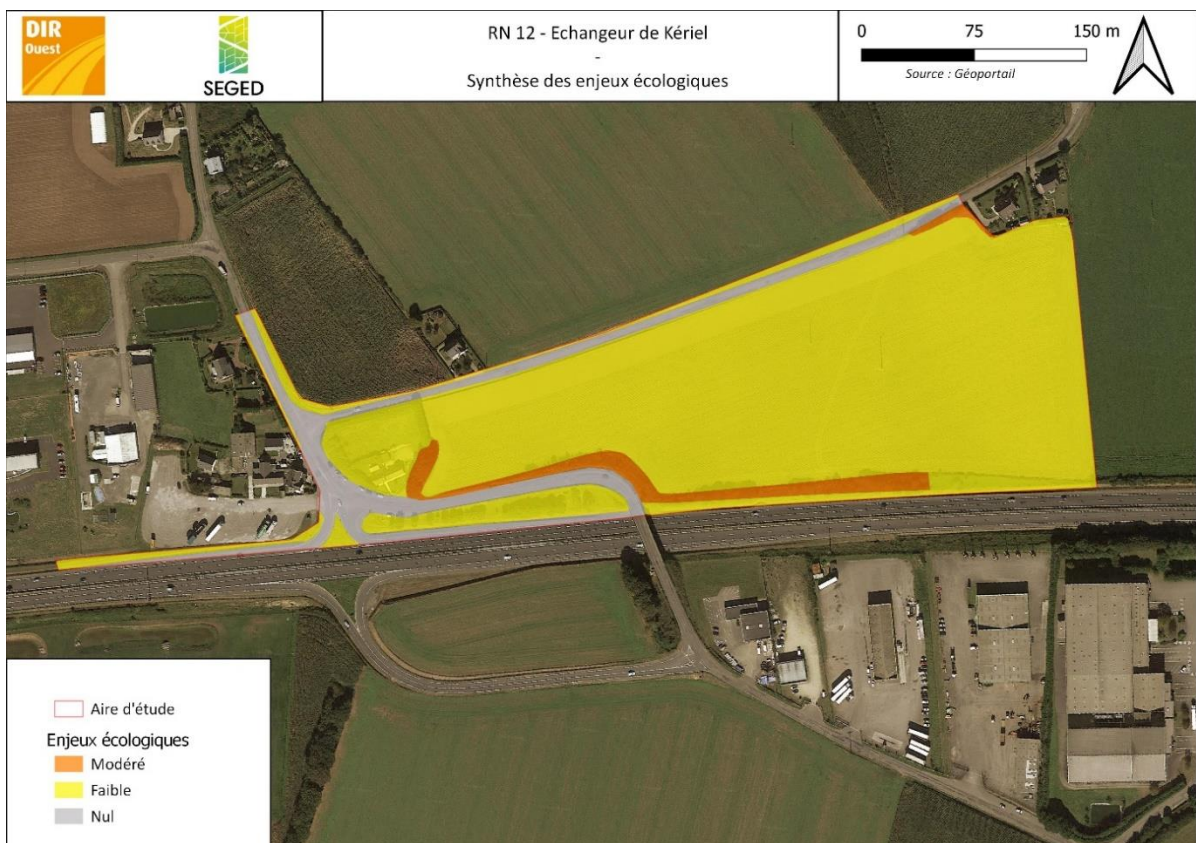 DIR
Ouest
SEGED
RN 12 - Echangeur de Kériel
-
Synthèse des enjeux écologiques
0 75 150 m
Source : Géoportail
Aire d'étude
Enjeux écologiques
Modéré
Faible
Nul